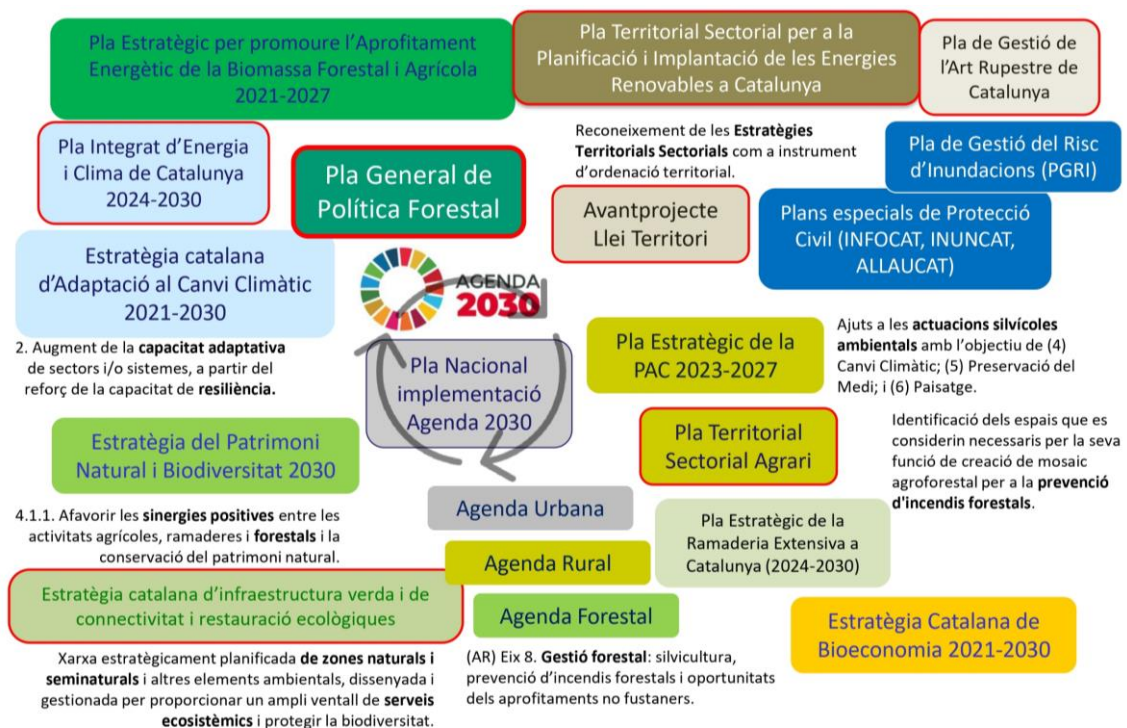 Pla Estratègic per promoure l'Aprofitament
Energètic de la Biomassa Forestal i Agrícola
2021-2027
Pla Territorial Sectorial per a la
Planificació i Implantació de les Energies
Renovables a Catalunya
Pla de Gestió de
l'Art Rupestre de
Catalunya
Pla Integrat d'Energia
i Clima de Catalunya
2024-2030
Pla General de
Política Forestal
Reconeixement de les Estratègies
Territorials Sectorials com a instrument
d'ordenació territorial.
Pla de Gestió del Risc
d'Inundacions (PGRI)
Avantprojecte
Llei Territori
Plans especials de Protecció
Civil (INFOCAT, INUNCAT,
ALLAUCAT)
Estratègia catalana
d'Adaptació al Canvi Climàtic
2021-2030
AGENDA
2030
2. Augment de la capacitat adaptativa
de sectors i/o sistemes, a partir del
reforç de la capacitat de resiliència.
Pla Nacional
implementació
Agenda 2030
Pla Estratègic de la
PAC 2023-2027
Ajuts a les actuacions silvícoles
ambientals amb l'objectiu de (4)
Canvi Climàtic; (5) Preservació del
Medi; i (6) Paisatge.
Estratègia del Patrimoni
Natural i Biodiversitat 2030
Pla Territorial
Sectorial Agrari
Identificació dels espais que es
considerin necessaris per la seva
funció de creació de mosaic
agroforestal per a la prevenció
d'incendis forestals.
4.1.1. Afavorir les sinergies positives entre les
activitats agrícoles, ramaderes i forestals i la
conservació del patrimoni natural.
Agenda Urbana
Pla Estratègic de la
Ramaderia Extensiva a
Catalunya (2024-2030)
Agenda Rural
Estratègia catalana d'infraestructura verda i de
connectivitat i restauració ecològiques
Agenda Forestal
Estratègia Catalana de
Bioeconomia 2021-2030
Xarxa estratègicament planificada de zones naturals i
seminaturals i altres elements ambientals, dissenyada i
gestionada per proporcionar un ampli ventall de serveis
ecosistèmics i protegir la biodiversitat.
(AR) Eix 8. Gestió forestal: silvicultura,
prevenció d'incendis forestals i oportunitats
dels aprofitaments no fustaners.